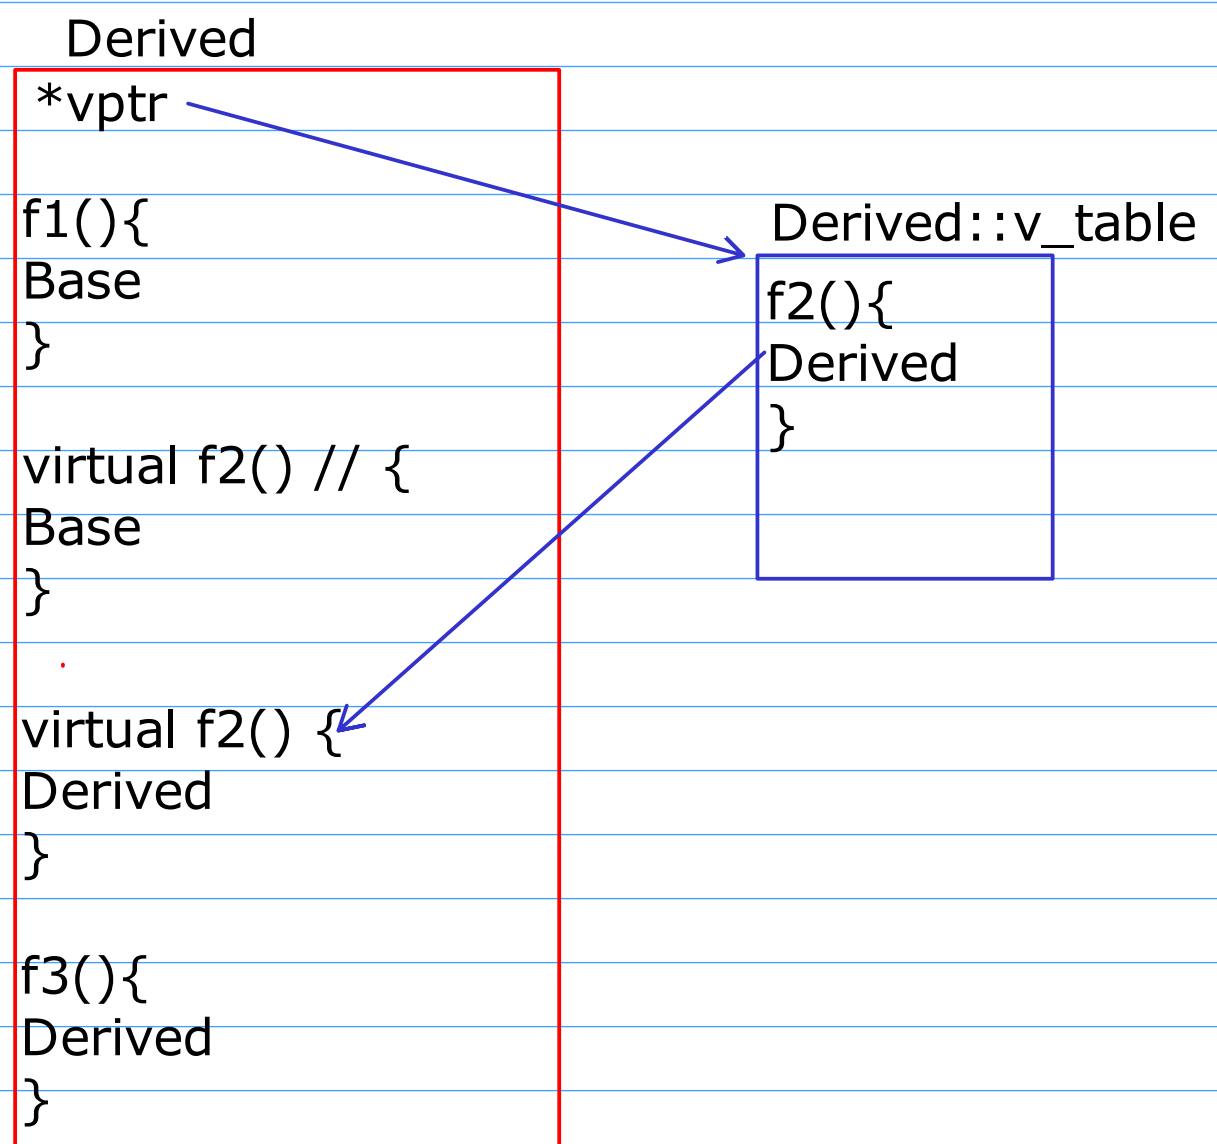 Derived
*vptr
f1(){
Base
}
virtual f2() // {
Base
}
virtual f2() {
Derived
}
f3(){
Derived
}
Derived::v_table
f2(){
Derived
}